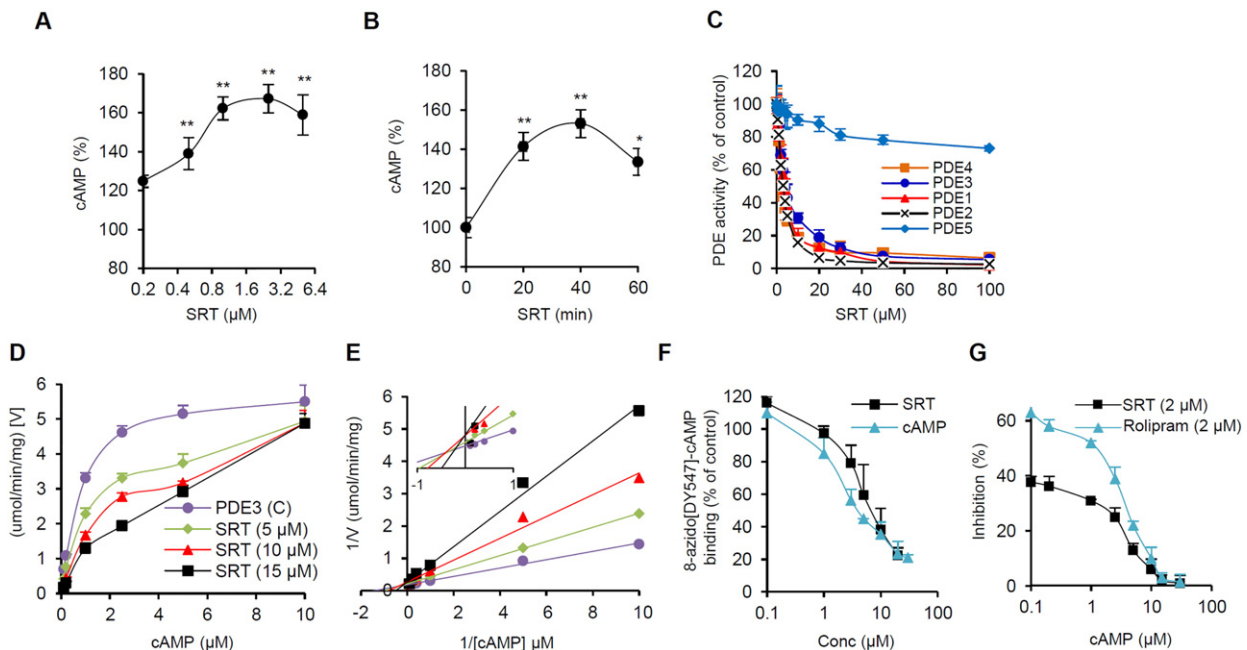 A
180
160
140
120
100
80
cAMP (%)
**
**
**
**
0.2 0.4 0.8 1.6 3.2 6.4
SRT (µM)
B
180
160
140
120
100
80
cAMP (%)
**
**
*
0 20 40 60
SRT (min)
C
120
100
80
60
40
20
0
PDE activity (% of control)
PDE4
PDE3
PDE1
PDE2
PDE5
0 20 40 60 80 100
SRT (µM)
D
6
5
4
3
2
1
0
(umol/min/mg) [V]
PDE3 (C)
SRT (5 µM)
SRT (10 µM)
SRT (15 µM)
0 2 4 6 8 10
cAMP (µM)
E
6
5
4
3
2
1
0
1/V (umol/min/mg)
-1 1
-2 0 2 4 6 8 10
1/[cAMP] µM
F
120
100
80
60
40
20
0
8-azido[DY547]-cAMP
binding (% of control)
SRT
cAMP
0.1 1 10 100
Conc (µM)
G
60
40
20
0
Inhibition (%)
SRT (2 µM)
Rolipram (2 µM)
0.1 1 10 100
cAMP (µM)